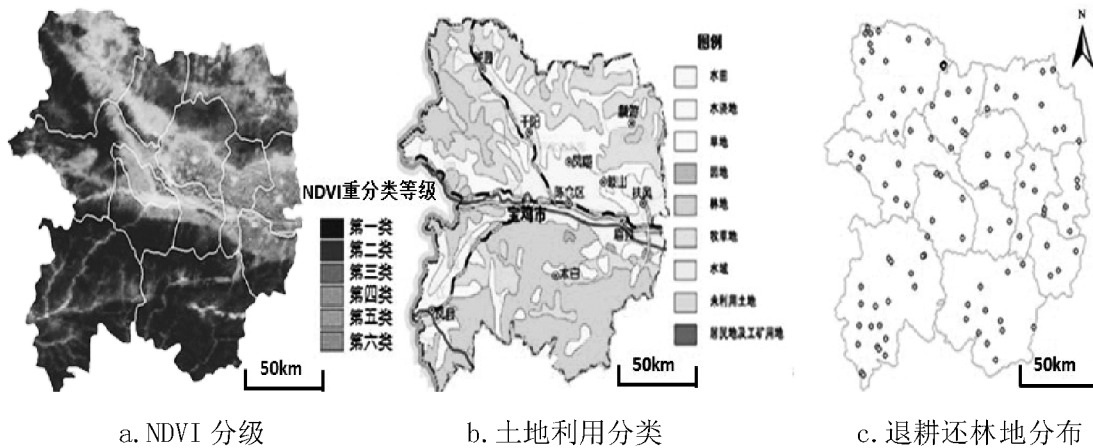 NDVI重分类等级
第一类
第二类
第三类
第四类
第五类
第六类
50km
千阳
凤翔
岐山
扶风
麟游
陈仓区
宝鸡市
太白
凤县
50km
图例
水田
水浇地
旱地
园地
林地
牧草地
水域
未利用土地
居民地及工矿用地
N
50km
a.NDVI 分级
b.土地利用分类
c.退耕还林地分布